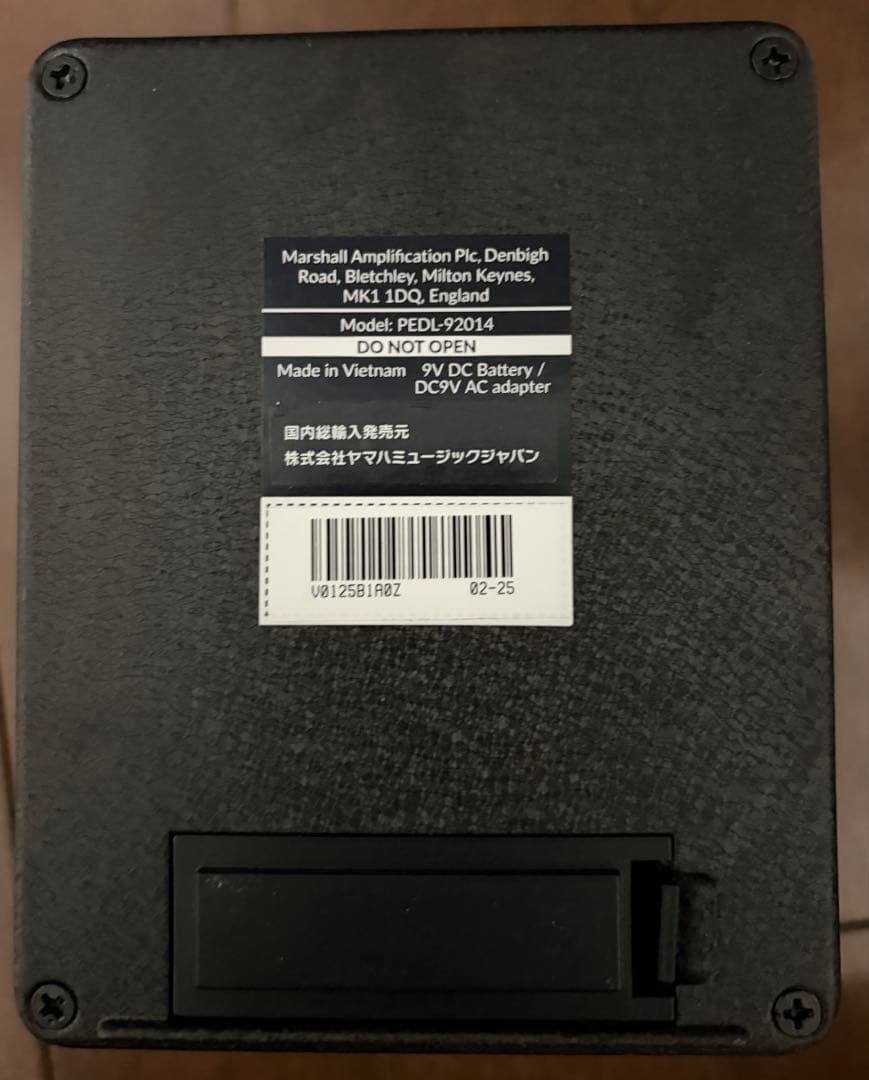 Marshall Amplification Plc, Denbigh
Road, Bletchley, Milton Keynes,
MK1 1DQ, England
Model: PEDL-92014
DO NOT OPEN
Made in Vietnam 9V DC Battery /
DC9V AC adapter
国内総輸入発売元
株式会社ヤマハミュージックジャパン
V0125B1A0Z 02-25